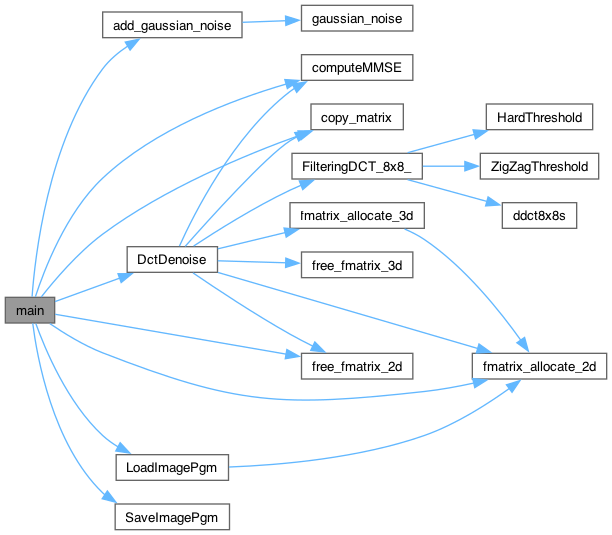 add_gaussian_noise
gaussian_noise
computeMMSE
copy_matrix
HardThreshold
FilteringDCT_8x8_
ZigZagThreshold
fmatrix_allocate_3d
ddct8x8s
DctDenoise
free_fmatrix_3d
main
free_fmatrix_2d
fmatrix_allocate_2d
LoadImagePgm
SaveImagePgm